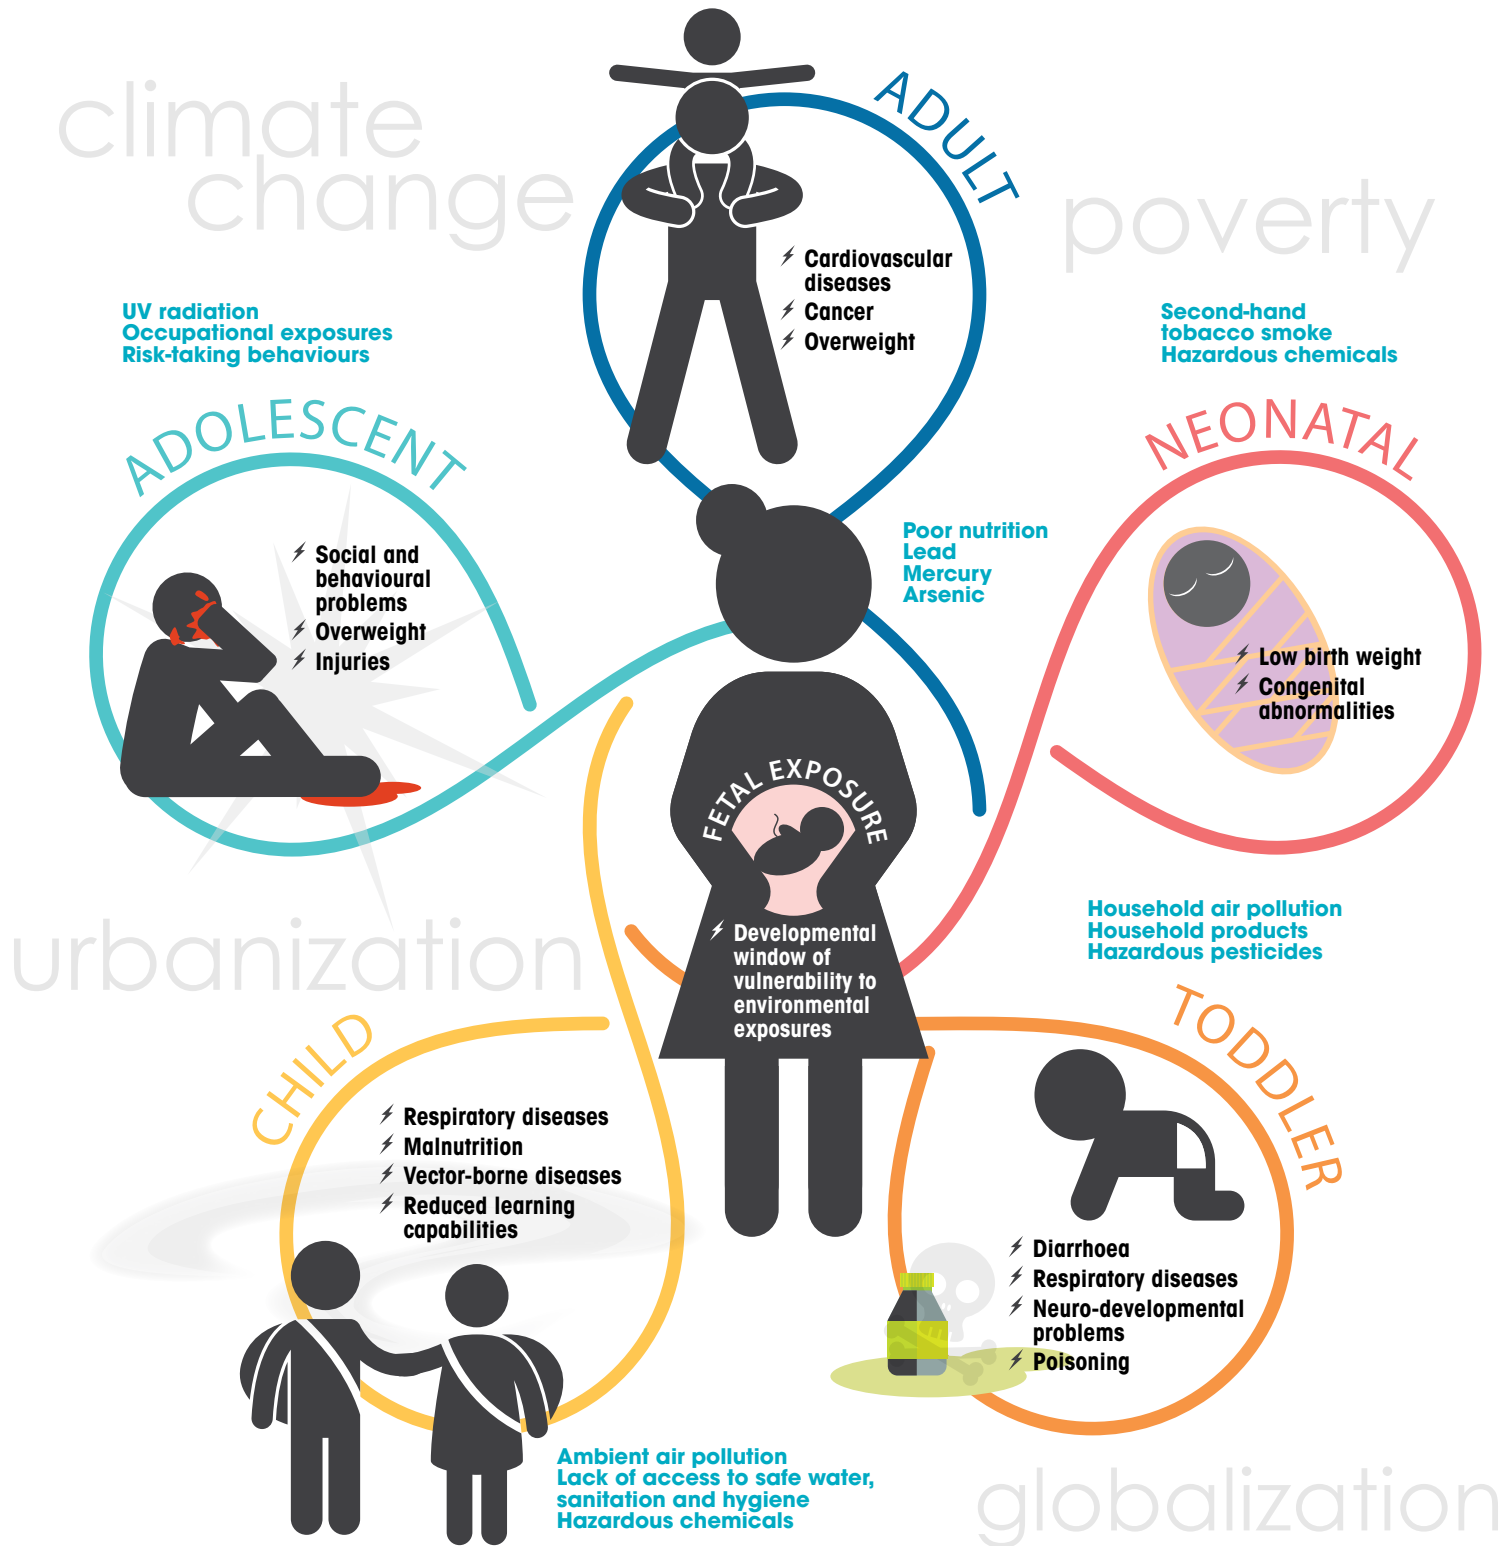 climate
change
poverty
ADULT
Cardiovascular
diseases
Cancer
Overweight
UV radiation
Occupational exposures
Risk-taking behaviours
ADOLESCENT
Social and
behavioural
problems
Overweight
Injuries
Second-hand
tobacco smoke
Hazardous chemicals
NEONATAL
Low birth weight
Congenital
abnormalities
Poor nutrition
Lead
Mercury
Arsenic
FETAL EXPOSURE
Developmental
window of
vulnerability to
environmental
exposures
urbanization
Household air pollution
Household products
Hazardous pesticides
CHILD
Respiratory diseases
Malnutrition
Vector-borne diseases
Reduced learning
capabilities
TODDLER
Diarrhoea
Respiratory diseases
Neuro-developmental
problems
Poisoning
Ambient air pollution
Lack of access to safe water,
sanitation and hygiene
Hazardous chemicals
globalization